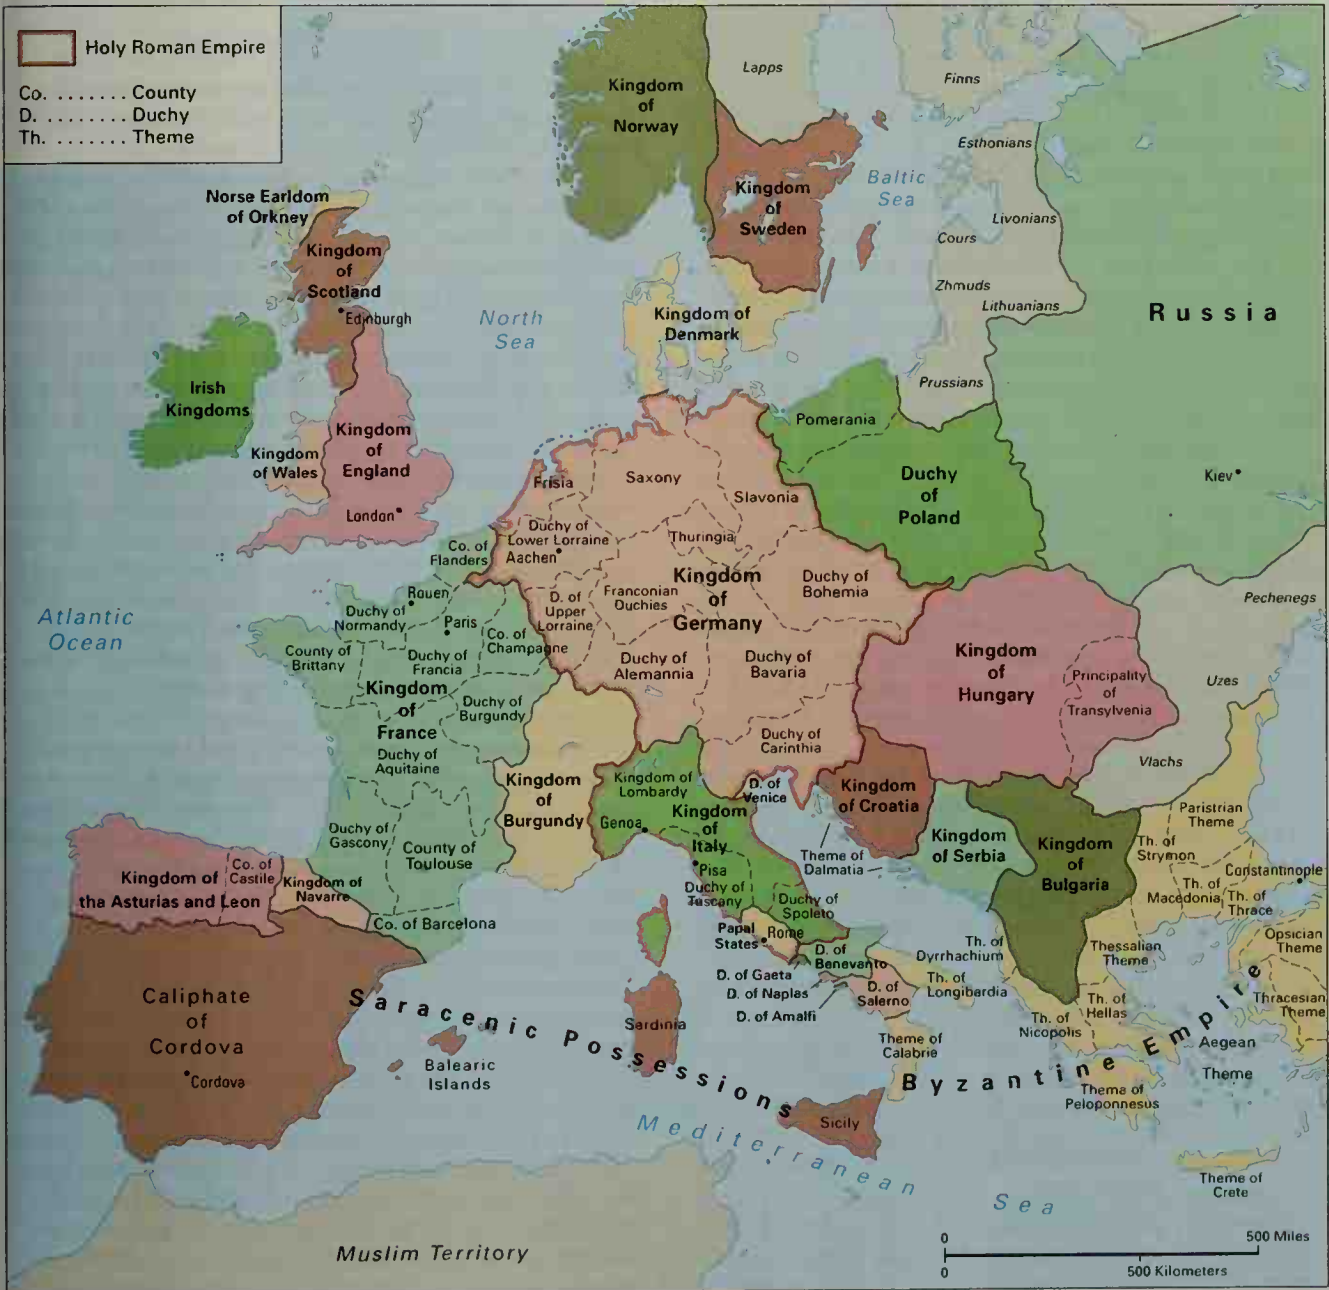 Holy Roman Empire
Co. . . . . . . . County
D. . . . . . . . . Duchy
Th. . . . . . . . Theme
Lapps
Finns
Kingdom
of
Norway
Esthonians
Baltic
Sea
Kingdom
of
Sweden
Livonians
Cours
Zhmuds
Lithuanians
Prussians
Russia
Kiev
Norse Earldom
of Orkney
Kingdom
of
Scotland
Edinburgh
North
Sea
Kingdom of
Denmark
Irish
Kingdoms
Kingdom
of Wales
Kingdom
of
England
London
Pomerania
Duchy
of
Poland
Frisia
Saxony
Slavonia
Duchy of
Lower Lorraine
Aachen
Thuringia
Co. of
Flanders
Kingdom
of
Germany
Franconian
Duchies
D. of
Upper
Lorraine
Duchy of
Bohemia
Duchy of
Alemannia
Duchy of
Bavaria
Duchy of
Carinthia
Atlantic
Ocean
Rouen
Duchy of
Normandy
Paris
Co. of
Champagne
County of
Brittany
Duchy of
Francia
Kingdom
of
France
Duchy of
Burgundy
Duchy of
Aquitaine
Duchy of
Gascony
County of
Toulouse
Co. of Barcelona
Kingdom
of
Burgundy
Kingdom
of
Hungary
Principality
of
Transylvenia
Pechenegs
Uzes
Vlachs
Kingdom of
Lombardy
D. of
Venice
Kingdom
of
Italy
Genoa
Pisa
Duchy of
Tuscany
Duchy of
Spoleto
Papal
States
Rome
D. of
Benevanto
D. of Gaeta
D. of Naplas
D. of Amalfi
D. of
Salerno
Kingdom
of Croatia
Theme of
Dalmatia
Kingdom
of Serbia
Kingdom
of
Bulgaria
Paristrian
Theme
Th. of
Strymon
Th. of
Macedonia
Constantinople
Th. of
Thrace
Opsician
Theme
Thracesian
Theme
Thessalian
Theme
Th. of
Dyrrhachium
Th. of
Longibardia
Th. of
Nicopolis
Th. of
Hellas
Theme of
Calabrie
Aegean
Theme
Thema of
Peloponnesus
Theme of
Crete
Byzantine Empire
Kingdom of
tha Asturias and Leon
Co. of
Castile
Kingdom of
Navarre
Caliphate
of
Cordova
Cordova
Saracenic Possessions
Balearic
Islands
Sardinia
Sicily
Mediterranean
Sea
Muslim Territory
0 500 Miles
0 500 Kilometers